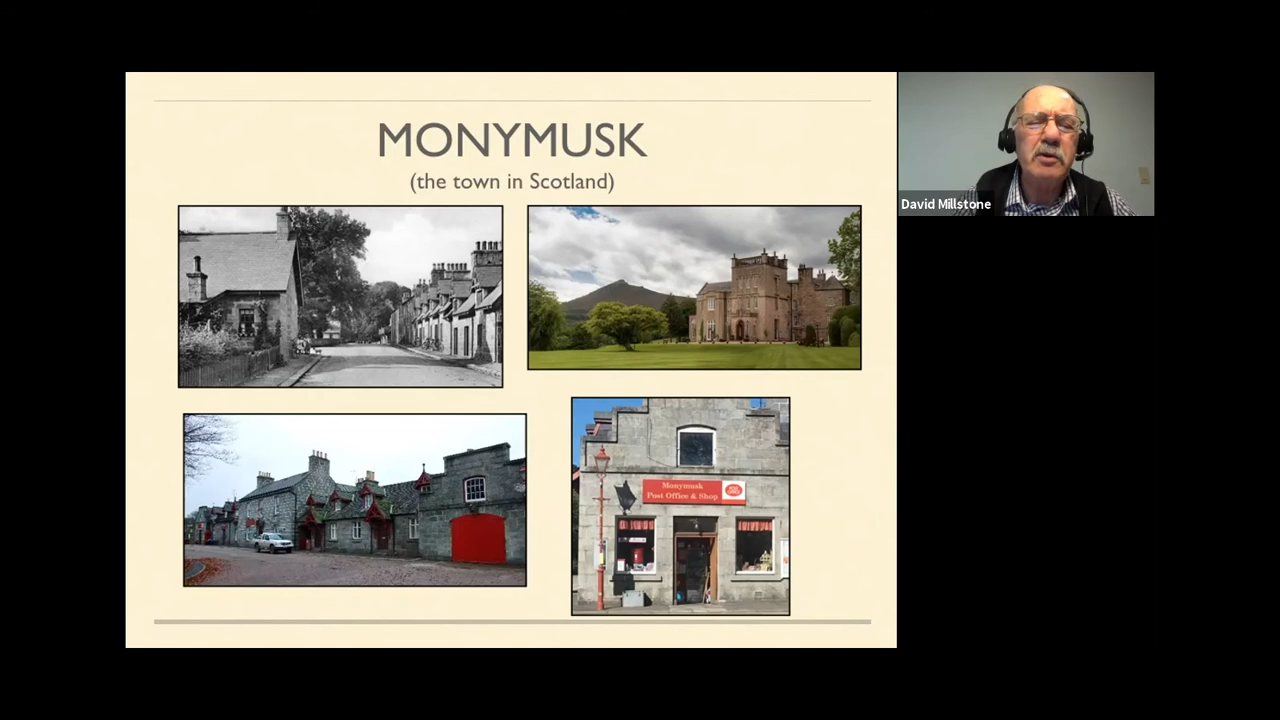 MONYMUSK
(the town in Scotland)
Monymusk
Post Office & Shop
David Millstone